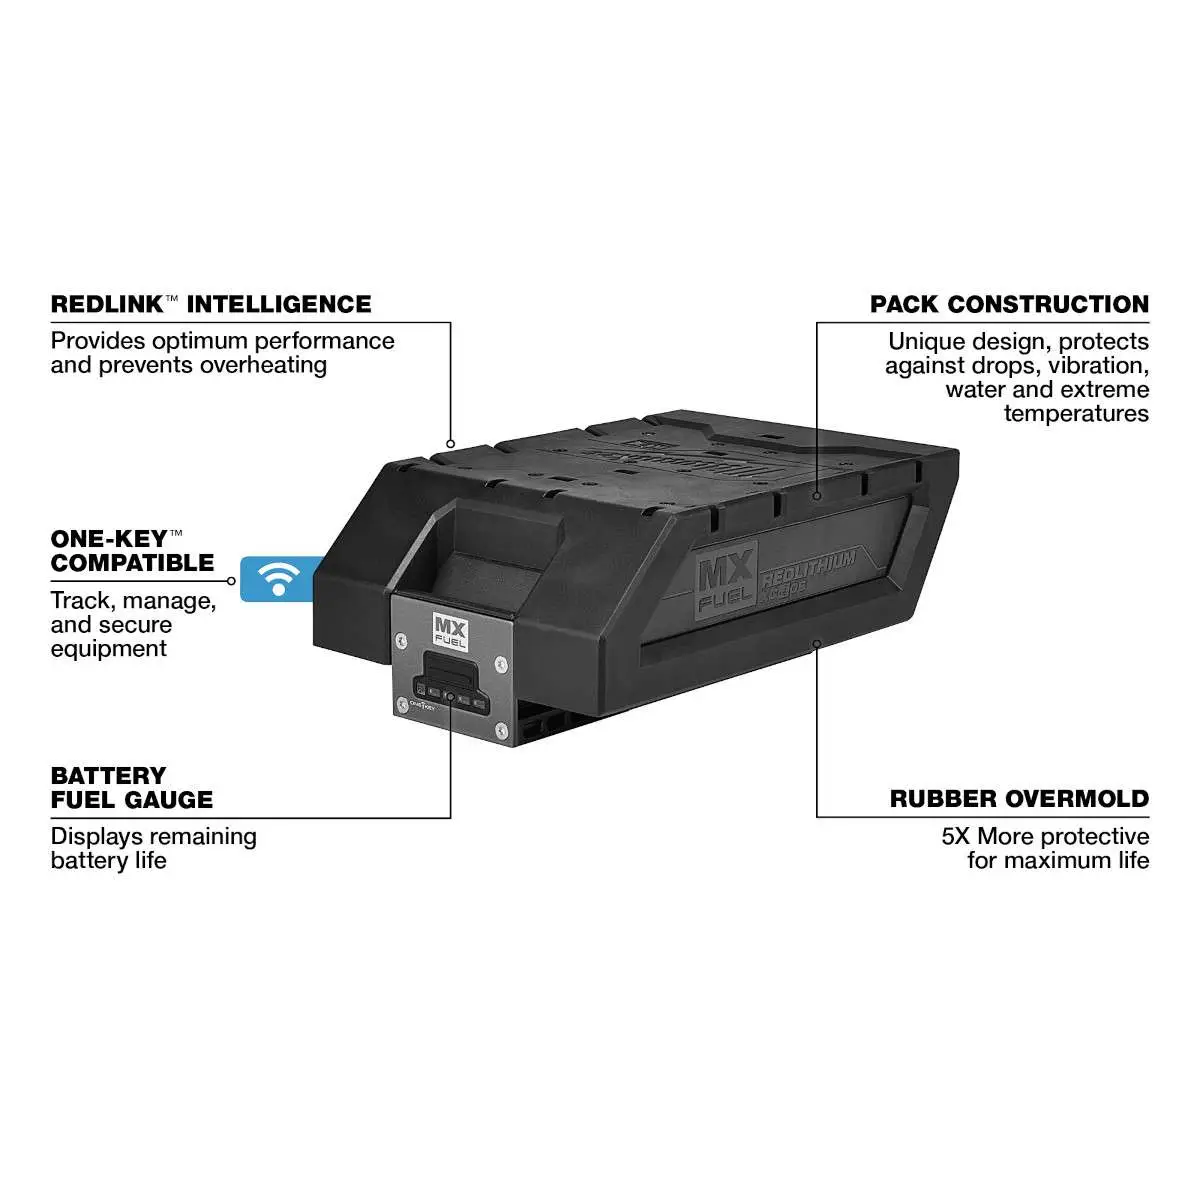 REDLINK™ INTELLIGENCE
Provides optimum performance
and prevents overheating
PACK CONSTRUCTION
Unique design, protects
against drops, vibration,
water and extreme
temperatures
ONE-KEY™
COMPATIBLE
Track, manage,
and secure
equipment
MX
FUEL
REDLITHIUM
MX
FUEL
ONE KEY
BATTERY
FUEL GAUGE
Displays remaining
battery life
RUBBER OVERMOLD
5X More protective
for maximum life